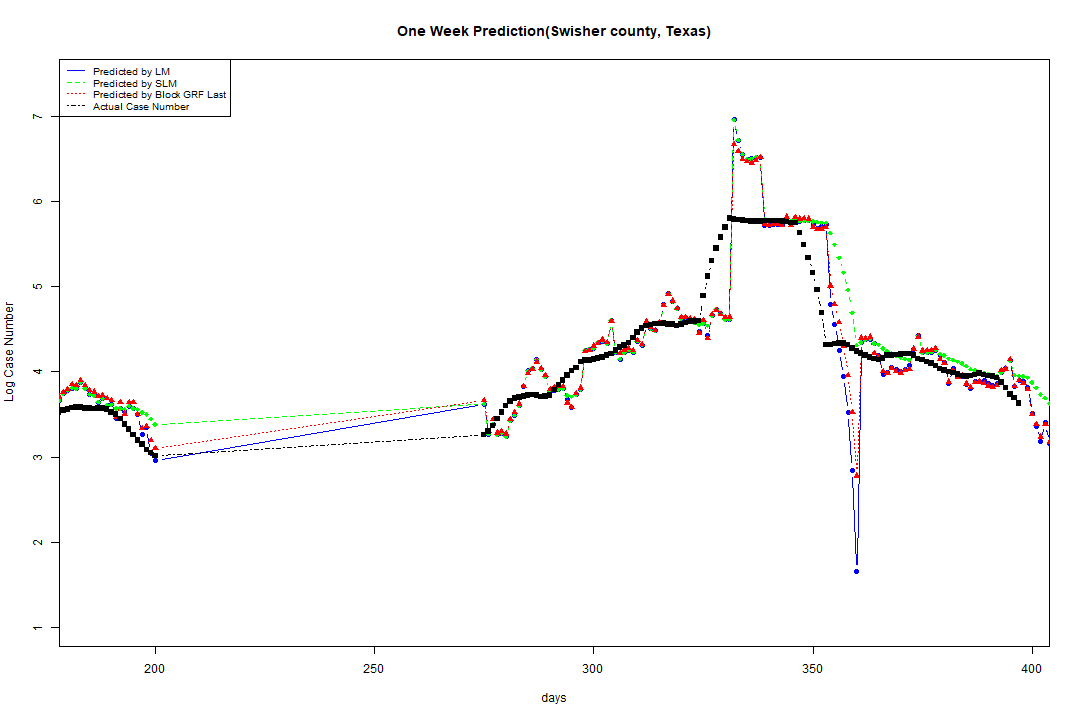 One Week Prediction(Swisher county, Texas)
Predicted by LM
Predicted by SLM
Predicted by Block GRF Last
Actual Case Number
7
6
5
4
3
2
1
Log Case Number
200
250
300
350
400
days